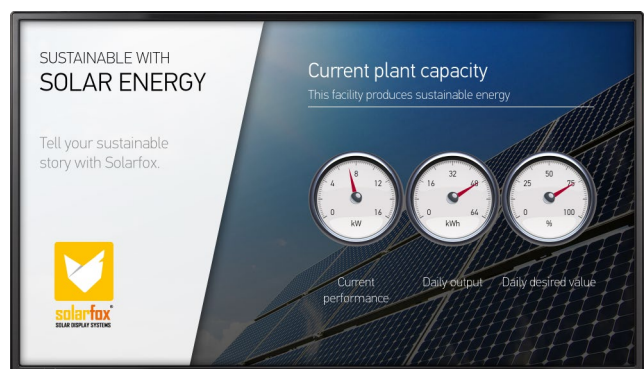 SUSTAINABLE WITH
SOLAR ENERGY
Tell your sustainable
story with Solarfox.
solarfox®
SOLAR DISPLAY SYSTEMS
Current plant capacity
This facility produces sustainable energy
0 4 8 12 16
kW
0 16 32 48 64
kWh
0 25 50 75 100
%
Current
performance
Daily output
Daily desired value